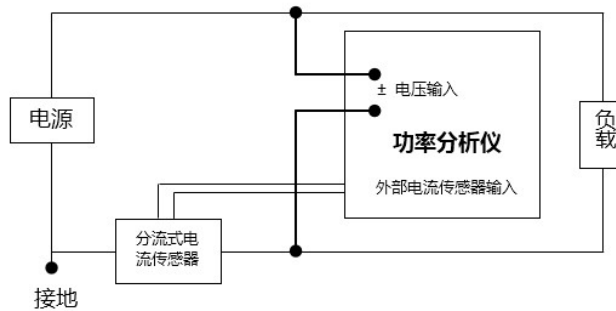 ± 电压输入
电源
负
载
功率分析仪
外部电流传感器输入
分流式电
流传感器
接地